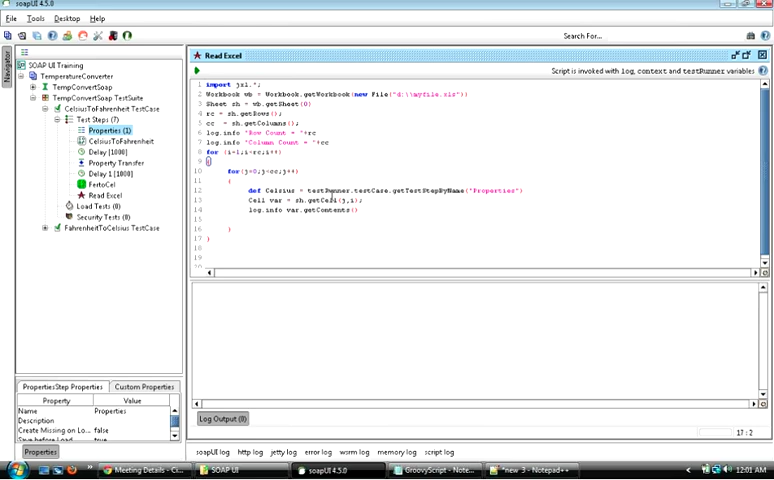 soapUI 4.5.0
File Tools Desktop Help
Search For...
Navigator
SOAP UI Training
TemperatureConverter
TempConvertSoap
TempConvertSoap TestSuite
CelsiusToFahrenheit TestCase
Test Steps (7)
Properties (1)
CelsiusToFahrenheit
Delay [1000]
Property Transfer
Delay 1 [1000]
FertoCel
Read Excel
Load Tests (0)
Security Tests (0)
FahrenheitToCelsius TestCase
Read Excel
Script is invoked with log, context and testRunner variables
1 import jxl.*;
2 Workbook wb = Workbook.getWorkbook(new File("d:\\myfile.xls"))
3 Sheet sh = wb.getSheet(0)
4 rc = sh.getRows();
5 cc = sh.getColumns();
6 log.info "Row Count = "+rc
7 log.info "Column Count = "+cc
8 for (i=1;i<rc;i++)
9 {
10 for(j=0;j<cc;j++)
11 {
12 def Celsius = testRunner.testCase.getTestStepByName("Properties")
13 Cell var = sh.getCell(j,i);
14 log.info var.getContents()
15
16 }
17 }
18
19
20
PropertiesStep Properties Custom Properties
Property Value
Name Properties
Description
Create Missing on Lo... false
Save before Load true
Properties
Log Output (8)
17 : 2
soapUI log http log jetty log error log wsrm log memory log script log
Meeting Details - Ci...
SOAP UI
soapUI 4.5.0
GroovyScript - Note...
*new 3 - Notepad++
12:01 AM